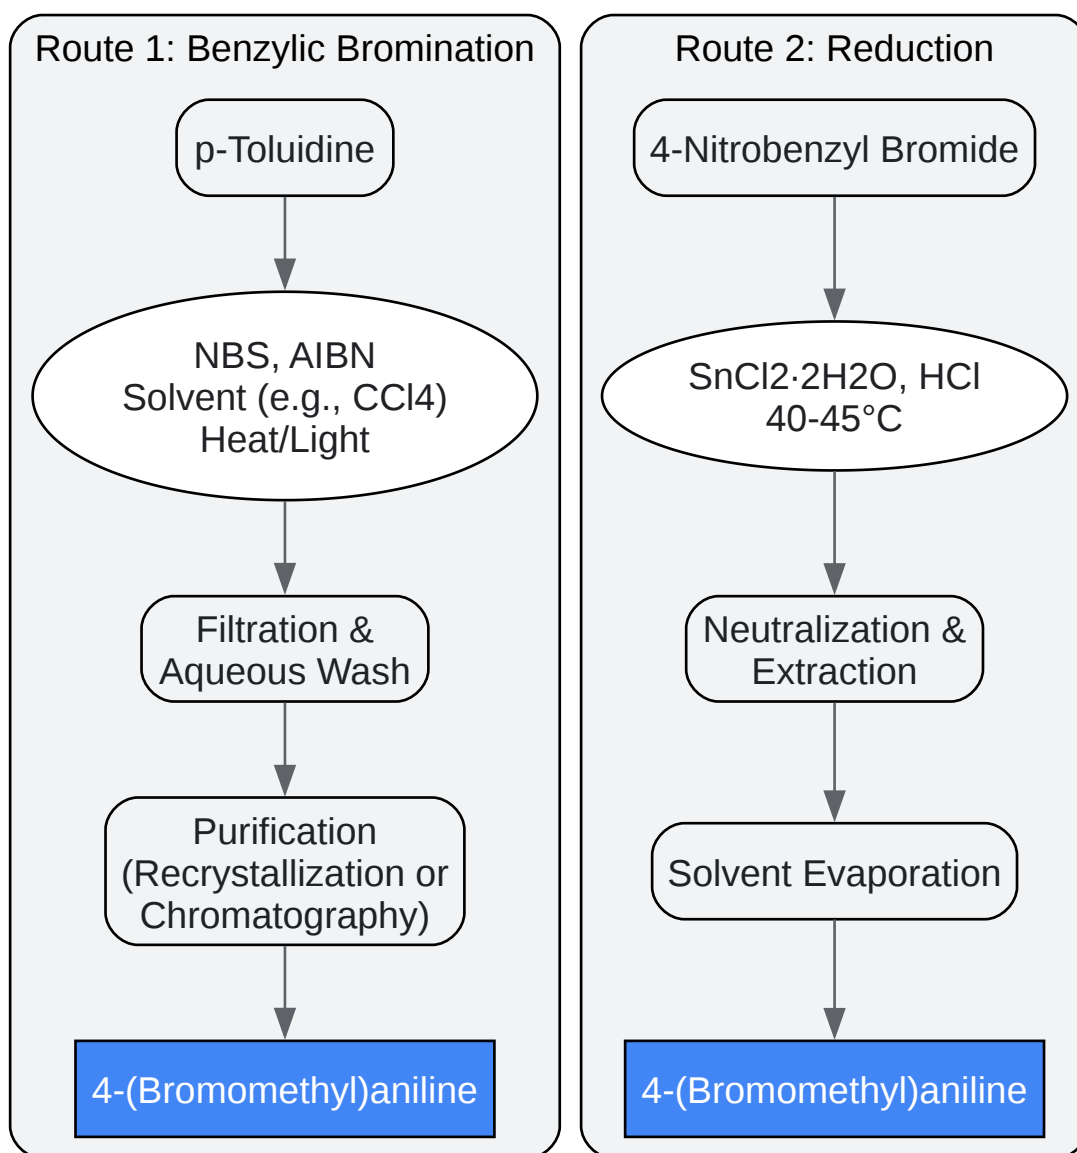 Route 1: Benzylic Bromination
p-Toluidine
NBS, AIBN
Solvent (e.g., CCl4)
Heat/Light
Filtration &
Aqueous Wash
Purification
(Recrystallization or
Chromatography)
4-(Bromomethyl)aniline
Route 2: Reduction
4-Nitrobenzyl Bromide
SnCl2·2H2O, HCl
40-45°C
Neutralization &
Extraction
Solvent Evaporation
4-(Bromomethyl)aniline